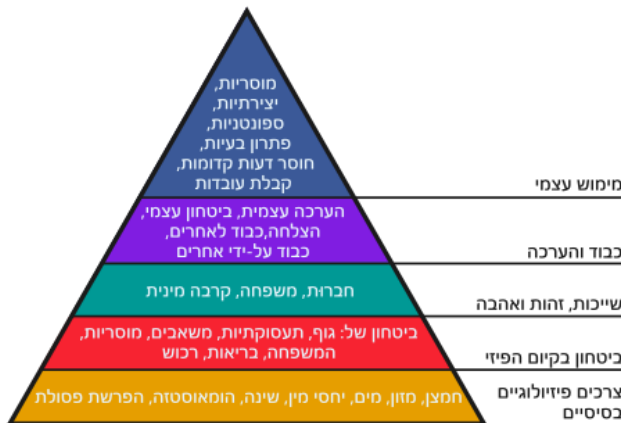 מוסריות,
יצירתיות,
ספונטניות,
פתרון בעיות,
חוסר דעות קדומות,
קבלת עובדות
מימוש עצמי
הערכה עצמית, ביטחון עצמי,
הצלחה,כבוד לאחרים,
כבוד על-ידי אחרים
כבוד והערכה
חברוּת, משפחה, קרבה מינית
שייכות, זהות ואהבה
ביטחון של: גוף, תעסוקתיות, משאבים, מוסריות,
המשפחה, בריאות, רכוש
ביטחון בקיום הפיזי
חמצן, מזון, מים, יחסי מין, שינה, הומאוסטזה, הפרשת פסולת
צרכים פיזיולוגיים
בסיסיים